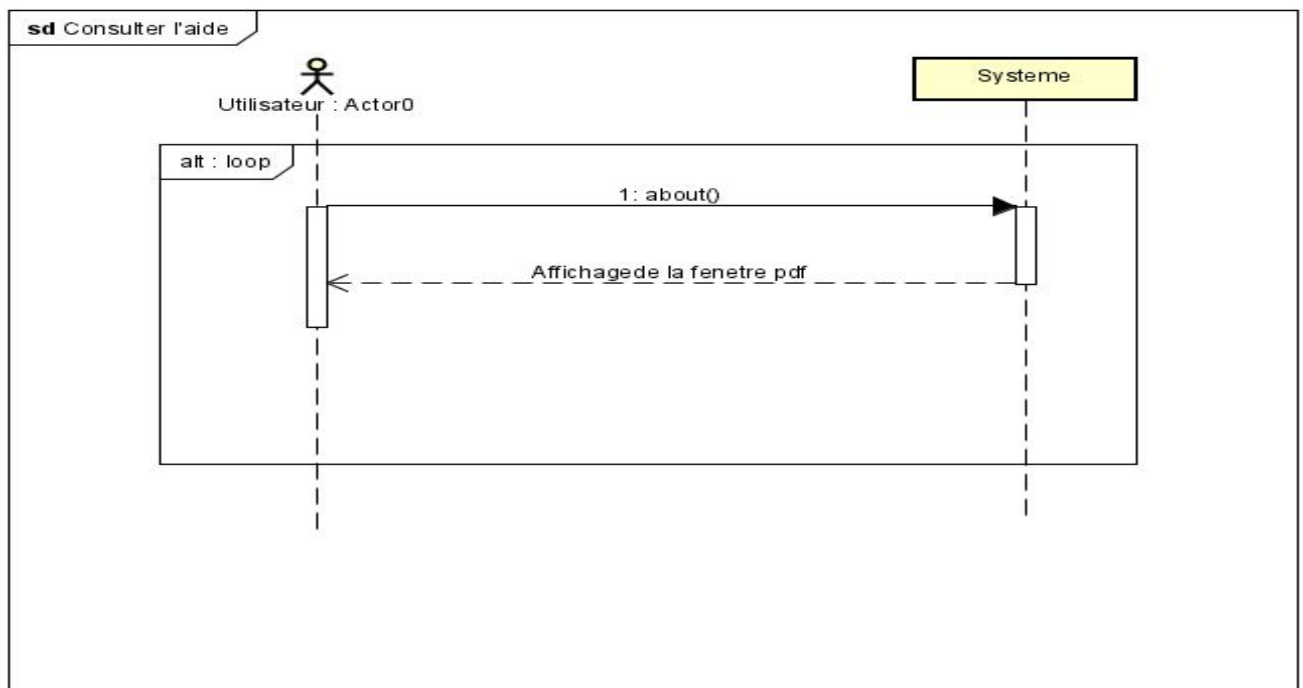 sd Consulter l'aide
Utilisateur : Actor0
Systeme
alt : loop
1: about()
Affichagede la fenetre pdf